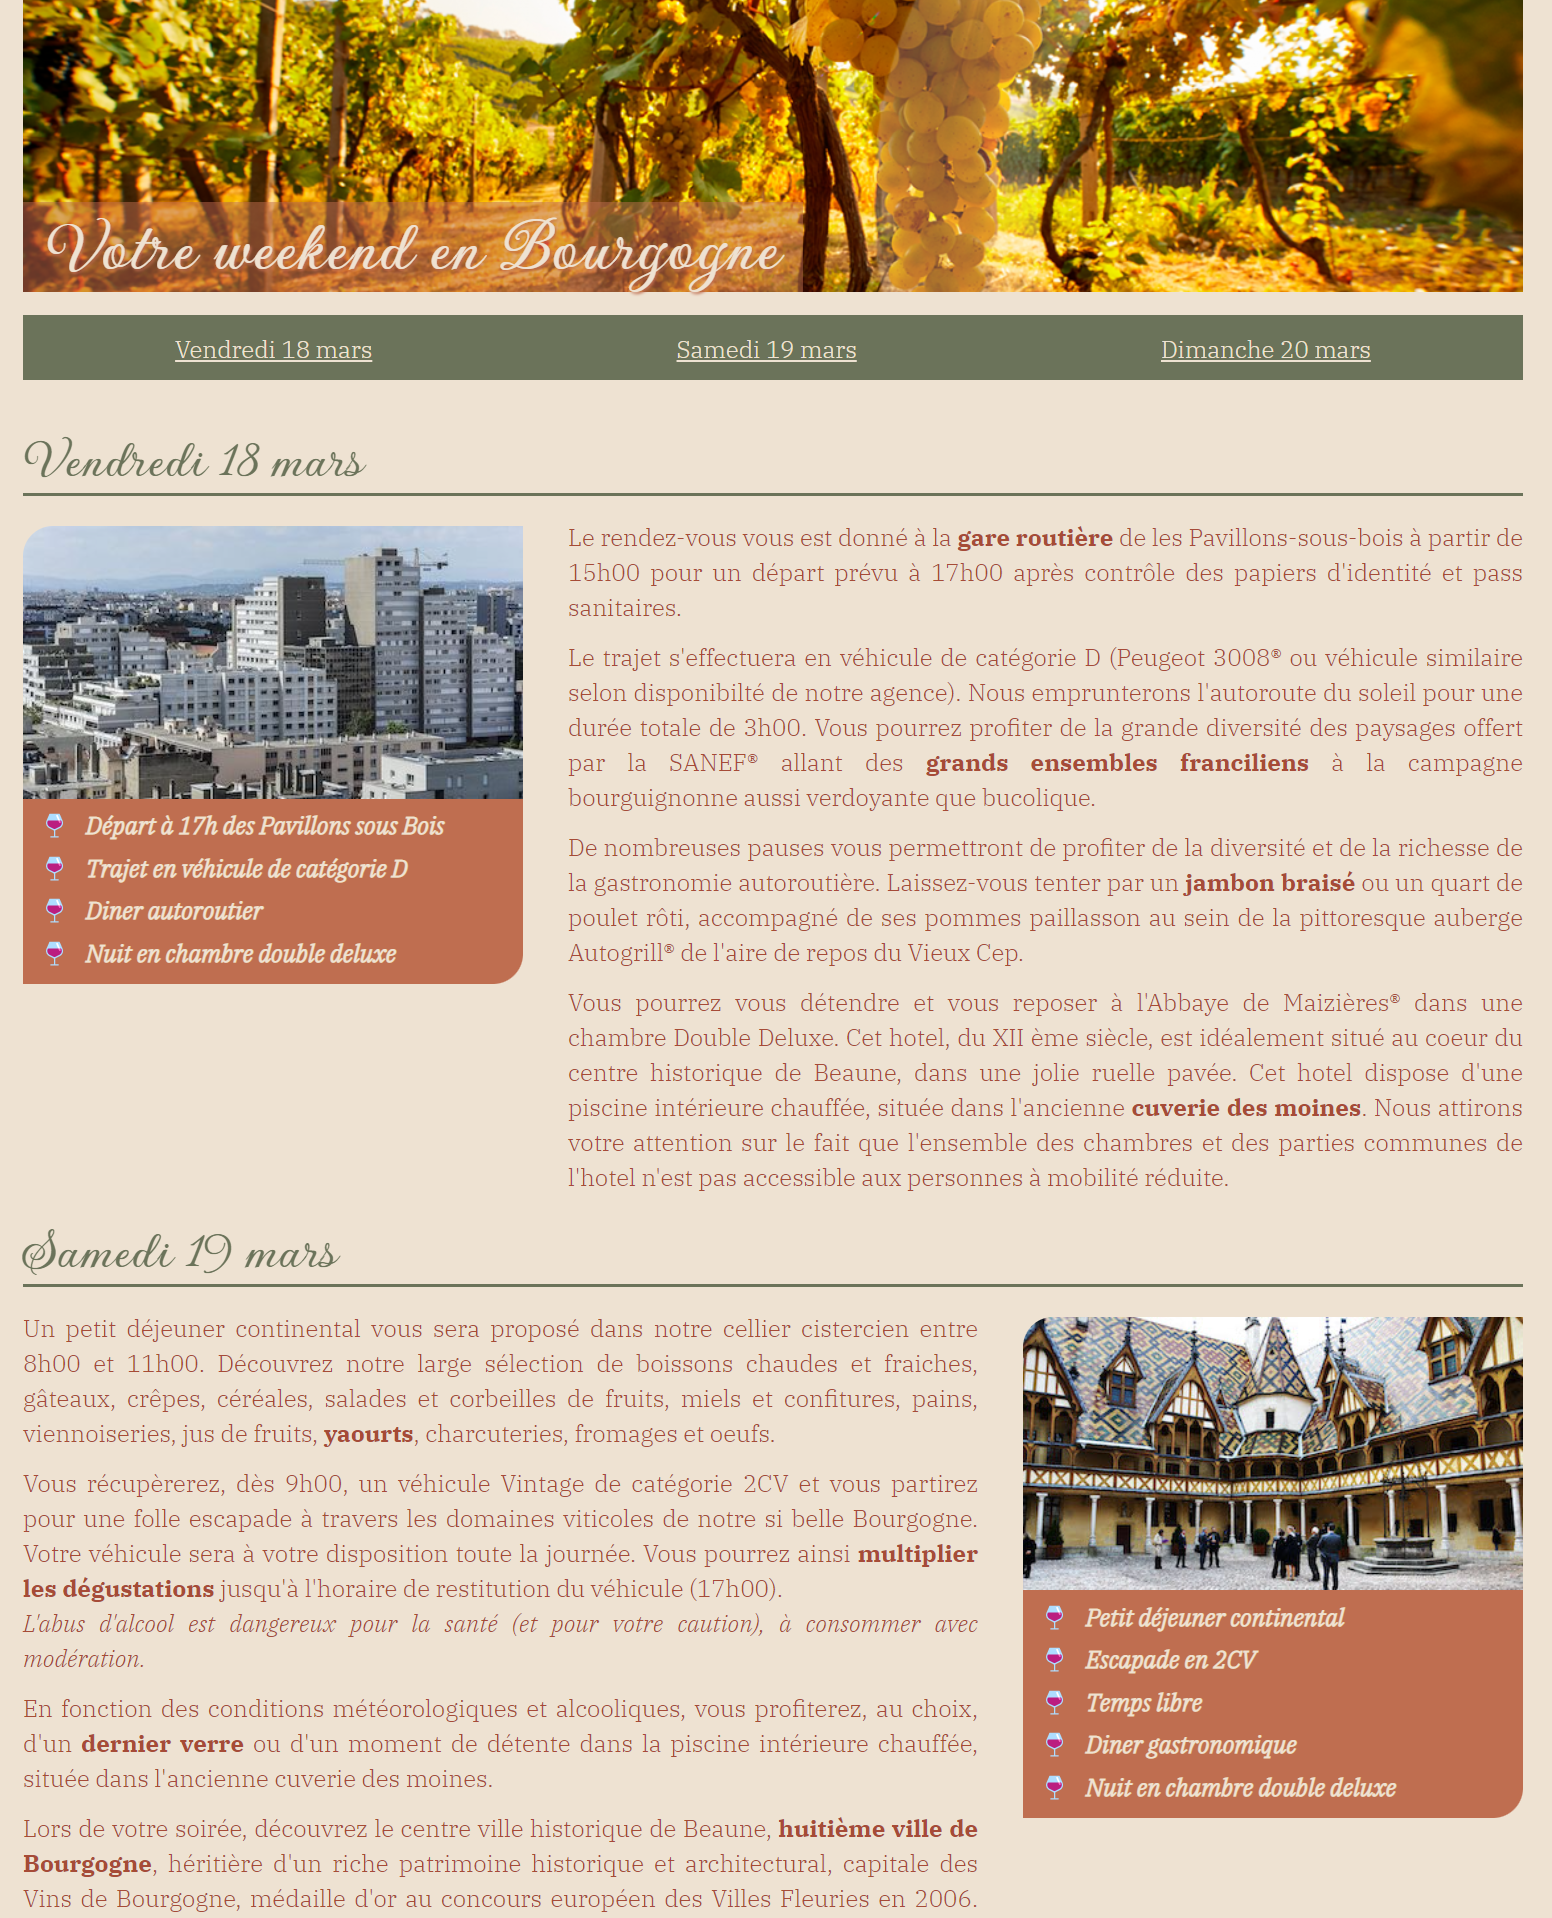 Votre weekend en Bourgogne
Vendredi 18 mars
Samedi 19 mars
Dimanche 20 mars
Vendredi 18 mars
Départ à 17h des Pavillons sous Bois
Trajet en véhicule de catégorie D
Diner autoroutier
Nuit en chambre double deluxe
Le rendez-vous vous est donné à la gare routière de les Pavillons-sous-bois à partir de
15h00 pour un départ prévu à 17h00 après contrôle des papiers d'identité et pass
sanitaires.
Le trajet s'effectuera en véhicule de catégorie D (Peugeot 3008® ou véhicule similaire
selon disponibilté de notre agence). Nous emprunterons l'autoroute du soleil pour une
durée totale de 3h00. Vous pourrez profiter de la grande diversité des paysages offert
par la SANEF® allant des grands ensembles franciliens à la campagne
bourguignonne aussi verdoyante que bucolique.
De nombreuses pauses vous permettront de profiter de la diversité et de la richesse de
la gastronomie autoroutière. Laissez-vous tenter par un jambon braisé ou un quart de
poulet rôti, accompagné de ses pommes paillasson au sein de la pittoresque auberge
Autogrill® de l'aire de repos du Vieux Cep.
Vous pourrez vous détendre et vous reposer à l'Abbaye de Maizières® dans une
chambre Double Deluxe. Cet hotel, du XII ème siècle, est idéalement situé au coeur du
centre historique de Beaune, dans une jolie ruelle pavée. Cet hotel dispose d'une
piscine intérieure chauffée, située dans l'ancienne cuverie des moines. Nous attirons
votre attention sur le fait que l'ensemble des chambres et des parties communes de
l'hotel n'est pas accessible aux personnes à mobilité réduite.
Samedi 19 mars
Un petit déjeuner continental vous sera proposé dans notre cellier cistercien entre
8h00 et 11h00. Découvrez notre large sélection de boissons chaudes et fraiches,
gâteaux, crêpes, céréales, salades et corbeilles de fruits, miels et confitures, pains,
viennoiseries, jus de fruits, yaourts, charcuteries, fromages et oeufs.
Vous récupèrerez, dès 9h00, un véhicule Vintage de catégorie 2CV et vous partirez
pour une folle escapade à travers les domaines viticoles de notre si belle Bourgogne.
Votre véhicule sera à votre disposition toute la journée. Vous pourrez ainsi multiplier
les dégustations jusqu'à l'horaire de restitution du véhicule (17h00).
L'abus d'alcool est dangereux pour la santé (et pour votre caution), à consommer avec
modération.
En fonction des conditions météorologiques et alcooliques, vous profiterez, au choix,
d'un dernier verre ou d'un moment de détente dans la piscine intérieure chauffée,
située dans l'ancienne cuverie des moines.
Lors de votre soirée, découvrez le centre ville historique de Beaune, huitième ville de
Bourgogne, héritière d'un riche patrimoine historique et architectural, capitale des
Vins de Bourgogne, médaille d'or au concours européen des Villes Fleuries en 2006.
Petit déjeuner continental
Escapade en 2CV
Temps libre
Diner gastronomique
Nuit en chambre double deluxe